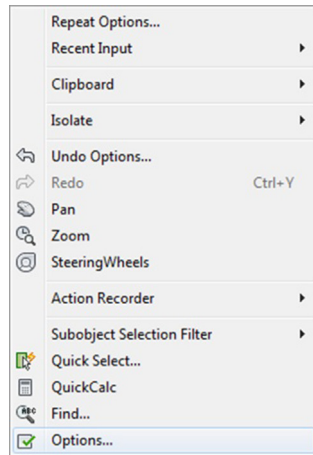 Repeat Options...
Recent Input
Clipboard
Isolate
Undo Options...
Redo Ctrl+Y
Pan
Zoom
SteeringWheels
Action Recorder
Subobject Selection Filter
Quick Select...
QuickCalc
ABC Find...
Options...